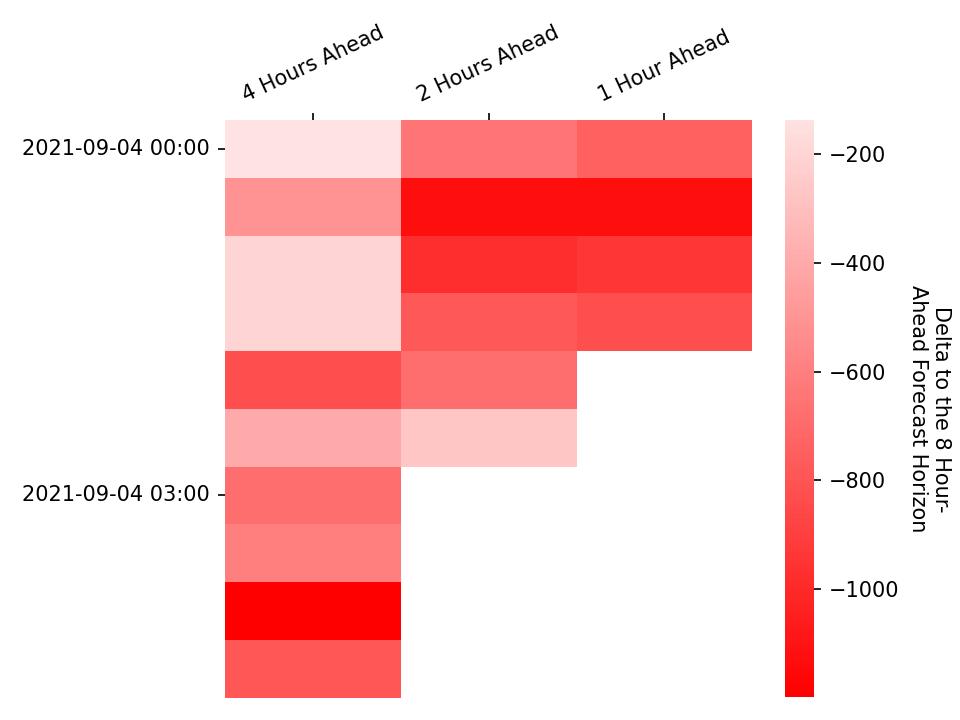 4 Hours Ahead
2 Hours Ahead
1 Hour Ahead
2021-09-04 00:00
2021-09-04 03:00
−200
−400
−600
−800
−1000
Delta to the 8 Hour-
Ahead Forecast Horizon